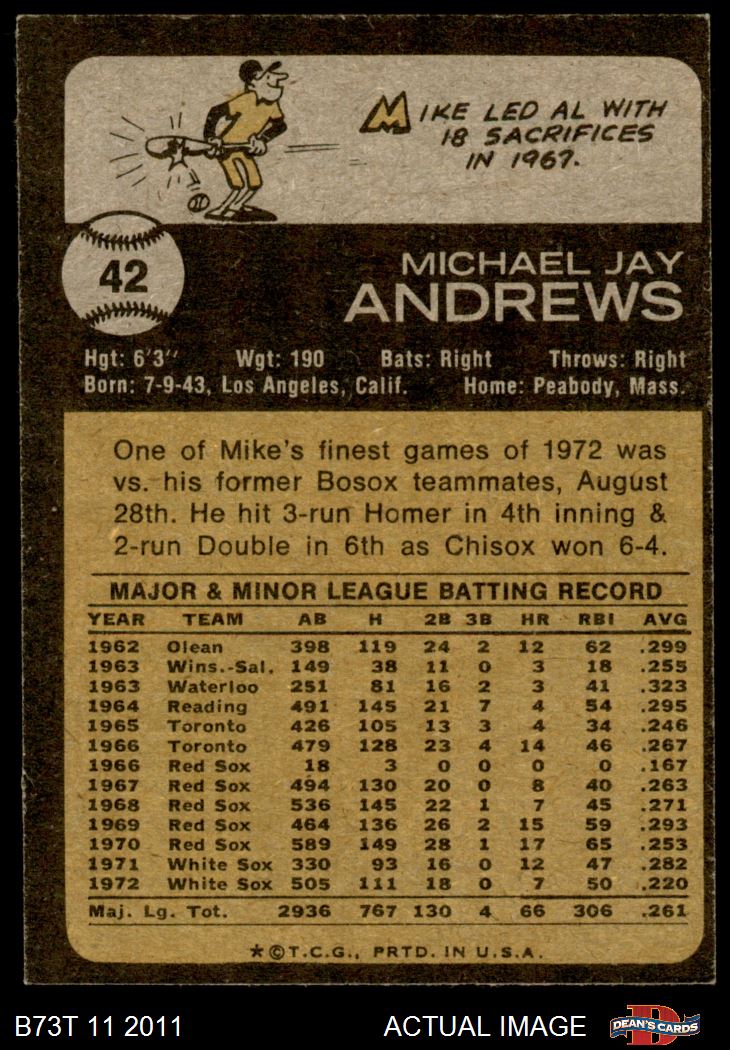 MIKE LED AL WITH
18 SACRIFICES
IN 1967.
42
MICHAEL JAY
ANDREWS
Hgt: 6'3" Wgt: 190 Bats: Right Throws: Right
Born: 7-9-43, Los Angeles, Calif. Home: Peabody, Mass.
One of Mike's finest games of 1972 was
vs. his former Bosox teammates, August
28th. He hit 3-run Homer in 4th inning &
2-run Double in 6th as Chisox won 6-4.
MAJOR & MINOR LEAGUE BATTING RECORD
YEAR TEAM AB H 2B 3B HR RBI AVG
1962 Olean 398 119 24 2 12 62 .299
1963 Wins.-Sal. 149 38 11 0 3 18 .255
1963 Waterloo 251 81 16 2 3 41 .323
1964 Reading 491 145 21 7 4 54 .295
1965 Toronto 426 105 13 3 4 34 .246
1966 Toronto 479 128 23 4 14 46 .267
1966 Red Sox 18 3 0 0 0 0 .167
1967 Red Sox 494 130 20 0 8 40 .263
1968 Red Sox 536 145 22 1 7 45 .271
1969 Red Sox 464 136 26 2 15 59 .293
1970 Red Sox 589 149 28 1 17 65 .253
1971 White Sox 330 93 16 0 12 47 .282
1972 White Sox 505 111 18 0 7 50 .220
Maj. Lg. Tot. 2936 767 130 4 66 306 .261
★©T.C.G., PRTD. IN U.S.A.
B73T 11 2011 ACTUAL IMAGE D DEAN'S CARDS